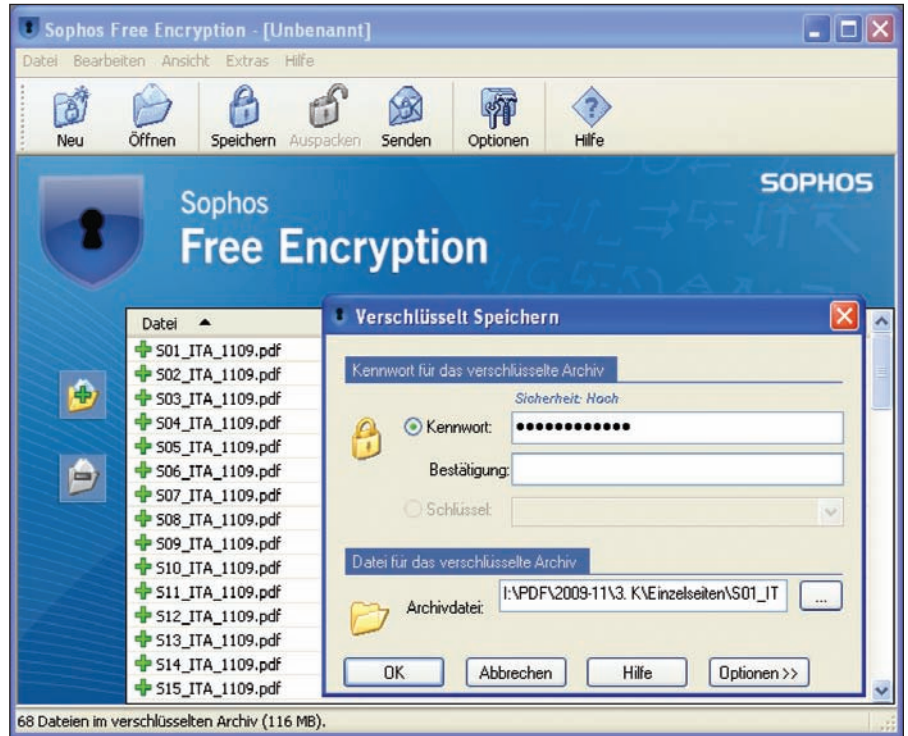 Sophos Free Encryption - [Unbenannt]
Datei Bearbeiten Ansicht Extras Hilfe
Neu Öffnen Speichern Auspacken Senden Optionen Hilfe
SOPHOS
Sophos
Free Encryption
Datei
S01_ITA_1109.pdf
S02_ITA_1109.pdf
S03_ITA_1109.pdf
S04_ITA_1109.pdf
S05_ITA_1109.pdf
S06_ITA_1109.pdf
S07_ITA_1109.pdf
S08_ITA_1109.pdf
S09_ITA_1109.pdf
S10_ITA_1109.pdf
S11_ITA_1109.pdf
S12_ITA_1109.pdf
S13_ITA_1109.pdf
S14_ITA_1109.pdf
S15_ITA_1109.pdf
Verschlüsselt Speichern
Kennwort für das verschlüsselte Archiv
Sicherheit: Hoch
Kennwort: ●●●●●●●●●●●●
Bestätigung:
Schlüssel:
Datei für das verschlüsselte Archiv
Archivdatei: I:\PDF\2009-11\3. K\Einzelseiten\S01_IT ...
OK Abbrechen Hilfe Optionen >>
68 Dateien im verschlüsselten Archiv (116 MB).